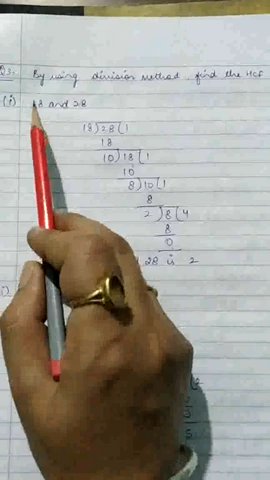 Q3. By using division method find the HCF
(i) 18 and 28
18) 28 (1
18
10) 18 (1
10
8) 10 (1
8
2) 8 (4
8
0
28 is 2